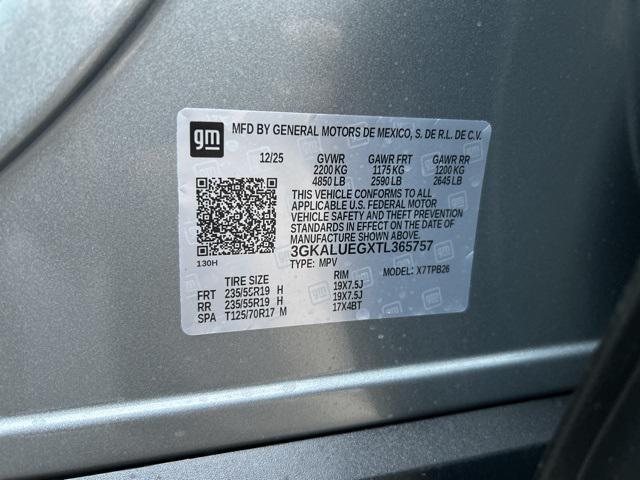 gm
MFD BY GENERAL MOTORS DE MEXICO, S. DE R.L. DE C.V.
12/25 GVWR GAWR FRT GAWR RR
2200 KG 1175 KG 1200 KG
4850 LB 2590 LB 2645 LB
THIS VEHICLE CONFORMS TO ALL
APPLICABLE U.S. FEDERAL MOTOR
VEHICLE SAFETY AND THEFT PREVENTION
STANDARDS IN EFFECT ON THE DATE OF
MANUFACTURE SHOWN ABOVE.
3GKALUEGXTL365757
130H TYPE: MPV MODEL: X7TPB26
TIRE SIZE RIM
FRT 235/55R19 H 19X7.5J
RR 235/55R19 H 19X7.5J
SPA T125/70R17 M 17X4BT